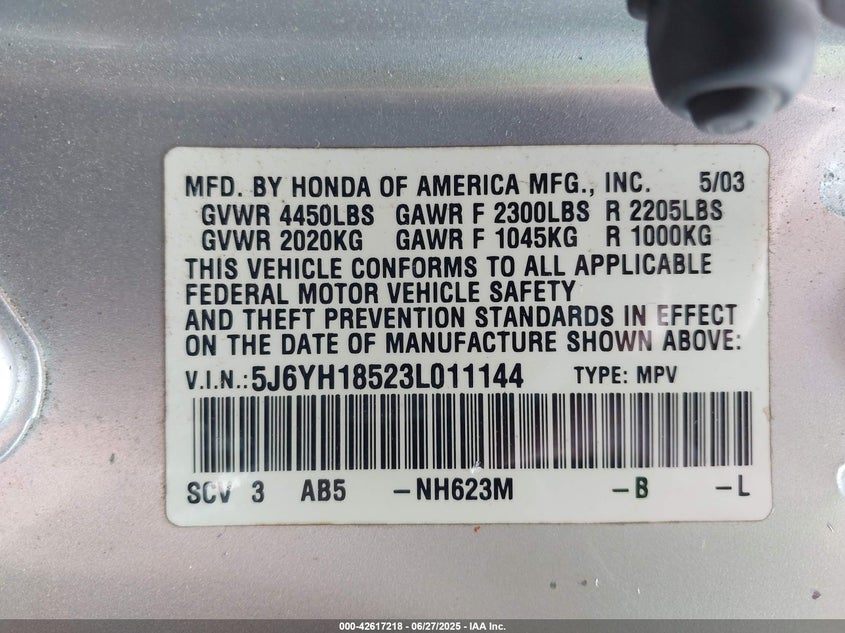 MFD. BY HONDA OF AMERICA MFG., INC. 5/03
GVWR 4450LBS GAWR F 2300LBS R 2205LBS
GVWR 2020KG GAWR F 1045KG R 1000KG
THIS VEHICLE CONFORMS TO ALL APPLICABLE
FEDERAL MOTOR VEHICLE SAFETY
AND THEFT PREVENTION STANDARDS IN EFFECT
ON THE DATE OF MANUFACTURE SHOWN ABOVE:
V.I.N.: 5J6YH18523L011144 TYPE: MPV
SCV 3 AB5 -NH623M -B -L
000-42617218 - 06/27/2025 - IAA Inc.